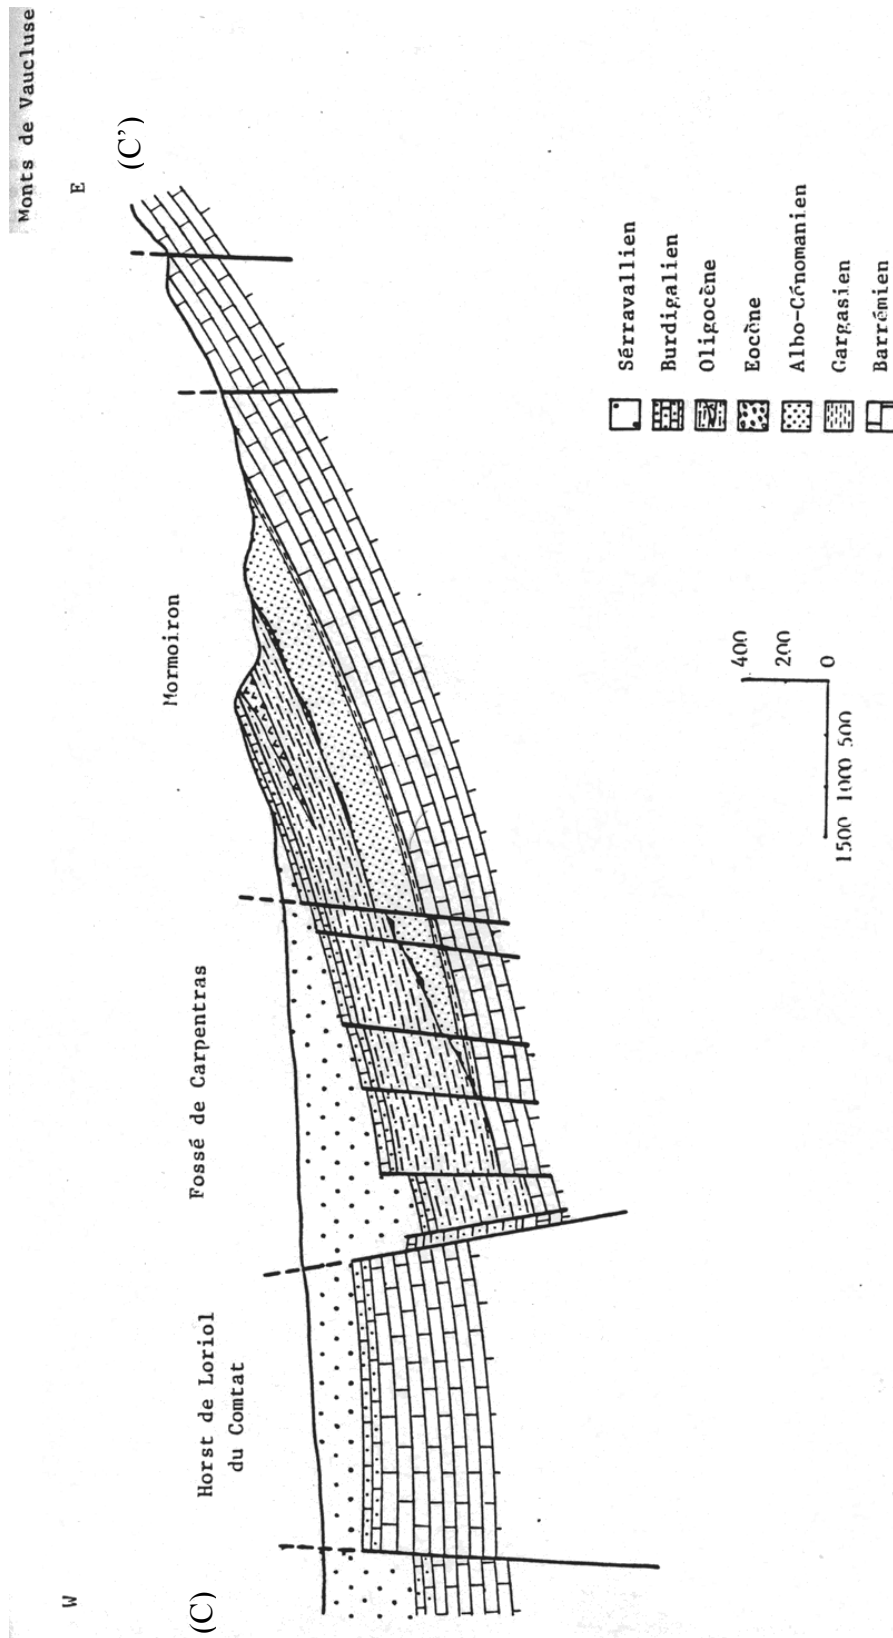 Monts de Vaucluse
W
E
(C)
(C’)
Horst de Loriol
du Comtat
Fossé de Carpentras
Mormoiron
1500 1000 500
0
200
400
Sérravallien
Burdigalien
Oligocène
Eocène
Albo-Cénomanien
Gargasien
Barrémien